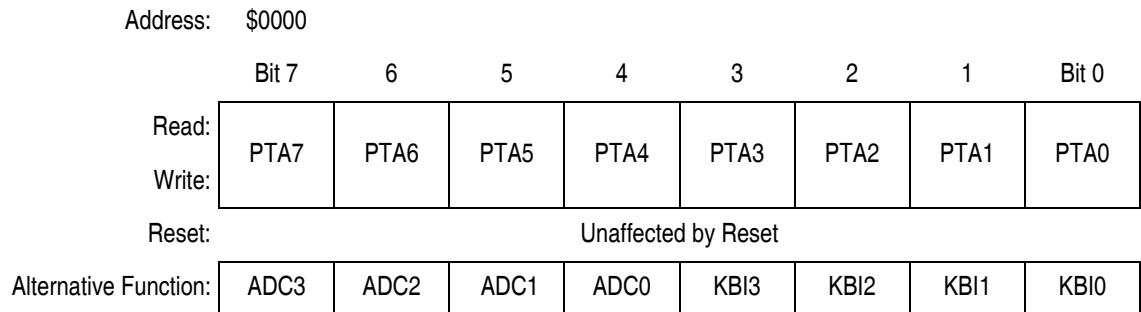 Address: $0000
Bit 7 6 5 4 3 2 1 Bit 0
Read:
PTA7 PTA6 PTA5 PTA4 PTA3 PTA2 PTA1 PTA0
Write:
Reset: Unaffected by Reset
Alternative Function: ADC3 ADC2 ADC1 ADC0 KBI3 KBI2 KBI1 KBI0